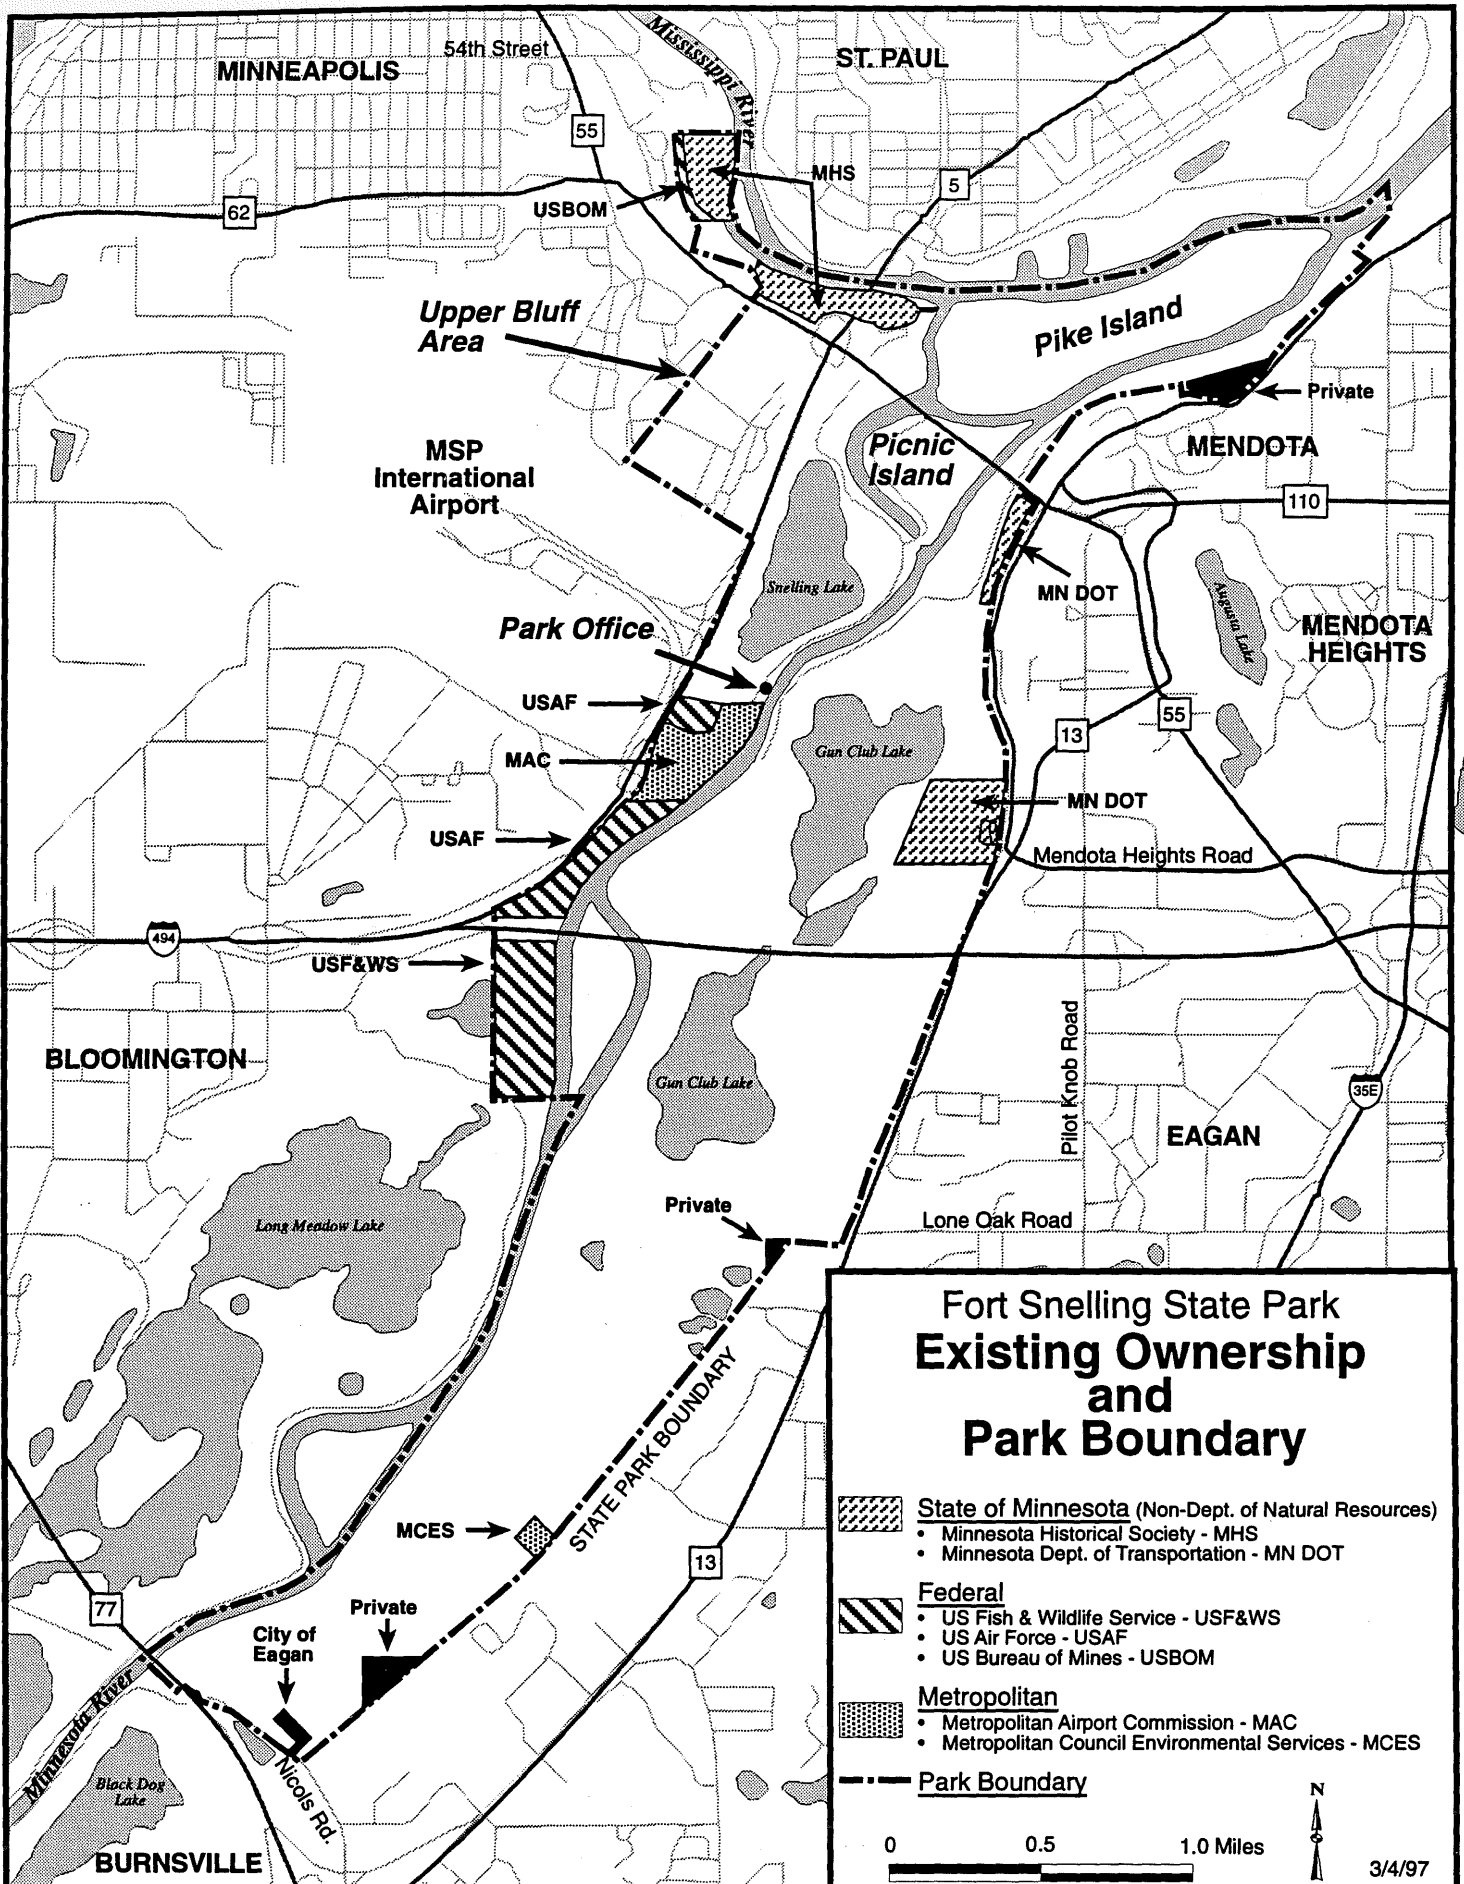 54th Street
MINNEAPOLIS
Mississippi River
ST. PAUL
55
5
MHS
USBOM
62
Upper Bluff
Area
Pike Island
Private
MSP
International
Airport
Picnic
Island
MENDOTA
110
Snelling Lake
MN DOT
Augusta Lake
MENDOTA
HEIGHTS
Park Office
USAF
MAC
Gun Club Lake
13
55
MN DOT
USAF
Mendota Heights Road
494
USF&WS
BLOOMINGTON
Gun Club Lake
Pilot Knob Road
35E
EAGAN
Long Meadow Lake
Private
Lone Oak Road
STATE PARK BOUNDARY
MCES
13
77
Private
City of
Eagan
Minnesota River
Nicols Rd.
Black Dog
Lake
BURNSVILLE
Fort Snelling State Park
Existing Ownership
and
Park Boundary
State of Minnesota (Non-Dept. of Natural Resources)
• Minnesota Historical Society - MHS
• Minnesota Dept. of Transportation - MN DOT
Federal
• US Fish & Wildlife Service - USF&WS
• US Air Force - USAF
• US Bureau of Mines - USBOM
Metropolitan
• Metropolitan Airport Commission - MAC
• Metropolitan Council Environmental Services - MCES
Park Boundary
N
0 0.5 1.0 Miles
3/4/97